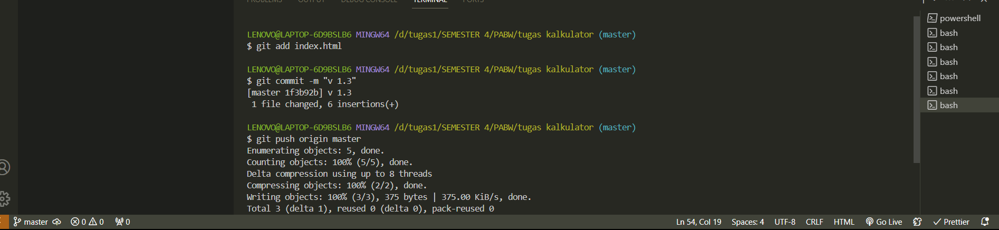 PROBLEMS OUTPUT DEBUG CONSOLE TERMINAL PORTS
LENOVO@LAPTOP-6D9BSLB6 MINGW64 /d/tugas1/SEMESTER 4/PABW/tugas kalkulator (master)
$ git add index.html
LENOVO@LAPTOP-6D9BSLB6 MINGW64 /d/tugas1/SEMESTER 4/PABW/tugas kalkulator (master)
$ git commit -m "v 1.3"
[master 1f3b92b] v 1.3
 1 file changed, 6 insertions(+)
LENOVO@LAPTOP-6D9BSLB6 MINGW64 /d/tugas1/SEMESTER 4/PABW/tugas kalkulator (master)
$ git push origin master
Enumerating objects: 5, done.
Counting objects: 100% (5/5), done.
Delta compression using up to 8 threads
Compressing objects: 100% (2/2), done.
Writing objects: 100% (3/3), 375 bytes | 375.00 KiB/s, done.
Total 3 (delta 1), reused 0 (delta 0), pack-reused 0
powershell
bash
bash
bash
bash
bash
bash
master 0 0 0 Ln 54, Col 19 Spaces: 4 UTF-8 CRLF HTML Go Live Prettier